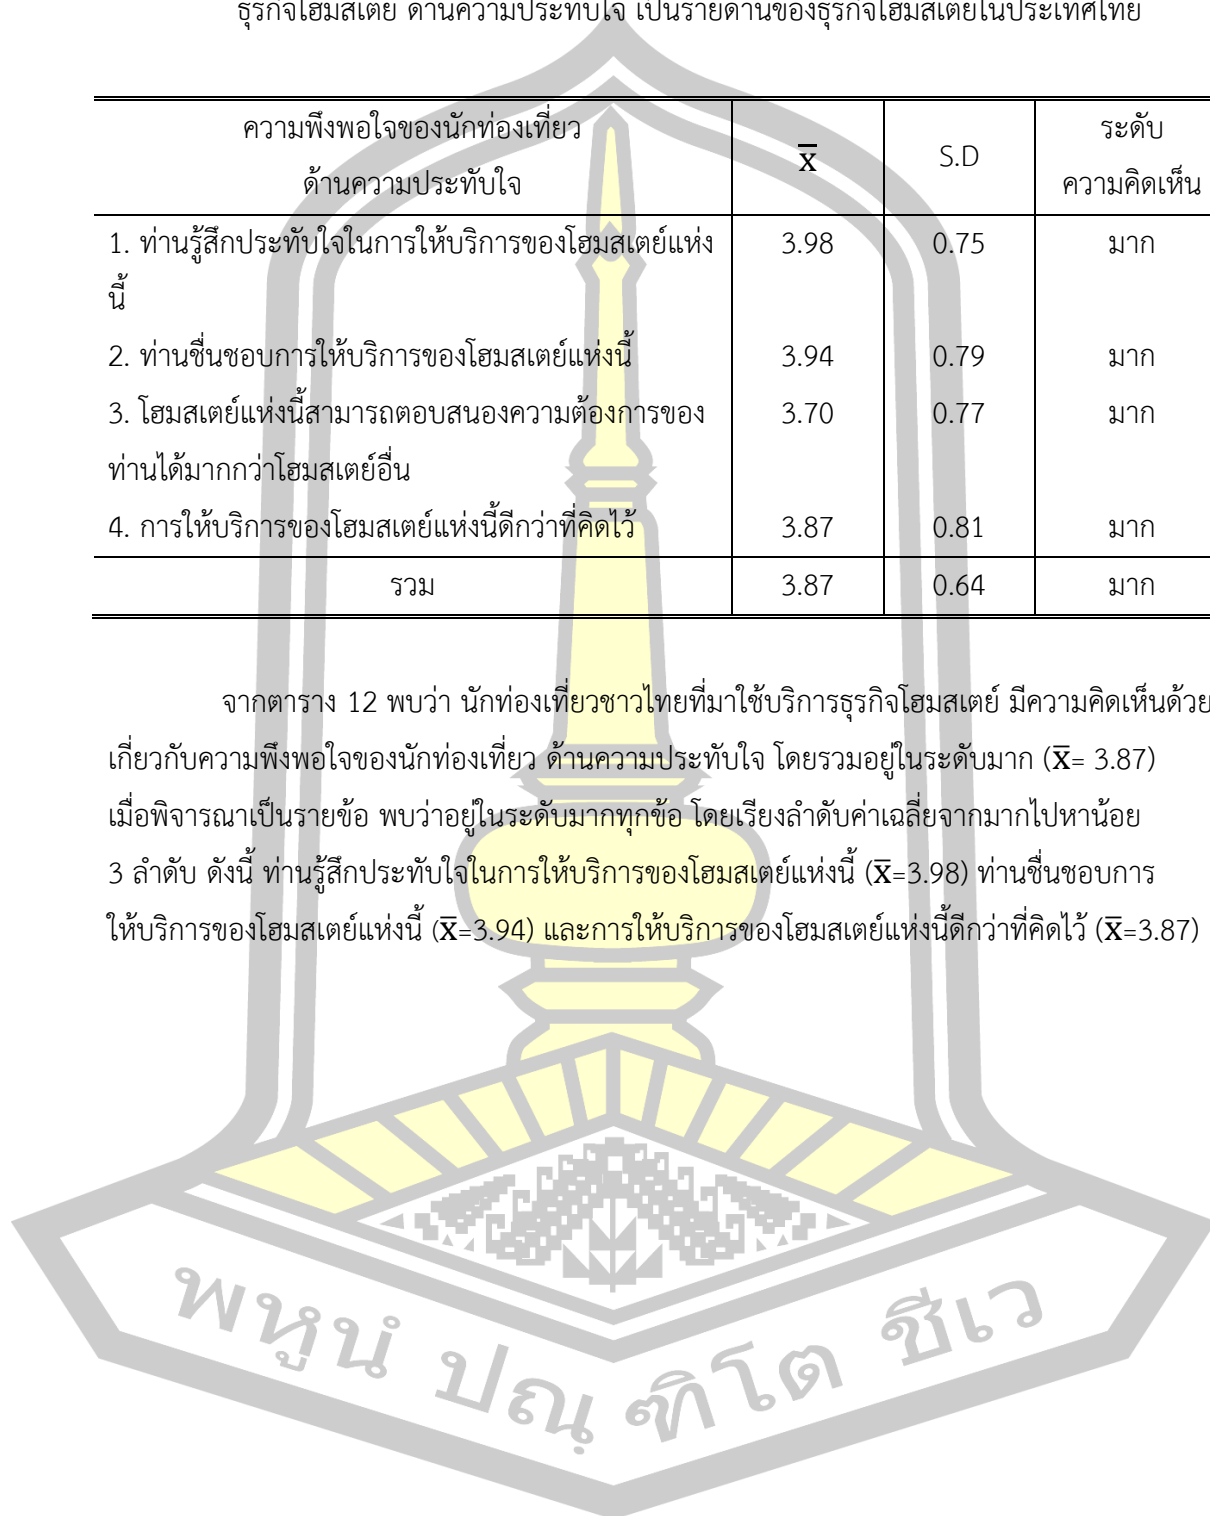 ธุรกิจโฮมสเตย์ ด้านความประทับใจ เป็นรายด้านของธุรกิจโฮมสเตย์ในประเทศไทย
ความพึงพอใจของนักท่องเที่ยว
ด้านความประทับใจ
x̅
S.D
ระดับ
ความคิดเห็น
1. ท่านรู้สึกประทับใจในการให้บริการของโฮมสเตย์แห่ง 3.98 0.75 มาก
นี้
2. ท่านชื่นชอบการให้บริการของโฮมสเตย์แห่งนี้ 3.94 0.79 มาก
3. โฮมสเตย์แห่งนี้สามารถตอบสนองความต้องการของ 3.70 0.77 มาก
ท่านได้มากกว่าโฮมสเตย์อื่น
4. การให้บริการของโฮมสเตย์แห่งนี้ดีกว่าที่คิดไว้ 3.87 0.81 มาก
รวม 3.87 0.64 มาก
จากตาราง 12 พบว่า นักท่องเที่ยวชาวไทยที่มาใช้บริการธุรกิจโฮมสเตย์ มีความคิดเห็นด้วย
เกี่ยวกับความพึงพอใจของนักท่องเที่ยว ด้านความประทับใจ โดยรวมอยู่ในระดับมาก (x̅= 3.87)
เมื่อพิจารณาเป็นรายข้อ พบว่าอยู่ในระดับมากทุกข้อ โดยเรียงลำดับค่าเฉลี่ยจากมากไปหาน้อย
3 ลำดับ ดังนี้ ท่านรู้สึกประทับใจในการให้บริการของโฮมสเตย์แห่งนี้ (x̅=3.98) ท่านชื่นชอบการ
ให้บริการของโฮมสเตย์แห่งนี้ (x̅=3.94) และการให้บริการของโฮมสเตย์แห่งนี้ดีกว่าที่คิดไว้ (x̅=3.87)
พหูนํ ปณฺฑิโต ชีเว